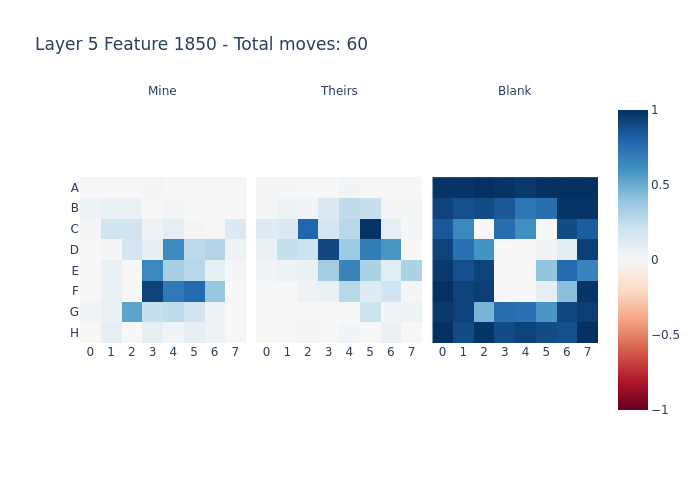 Layer 5 Feature 1850 - Total moves: 60
Mine Theirs Blank
A
B
C
D
E
F
G
H
0 1 2 3 4 5 6 7 0 1 2 3 4 5 6 7 0 1 2 3 4 5 6 7
1
0.5
0
−0.5
−1